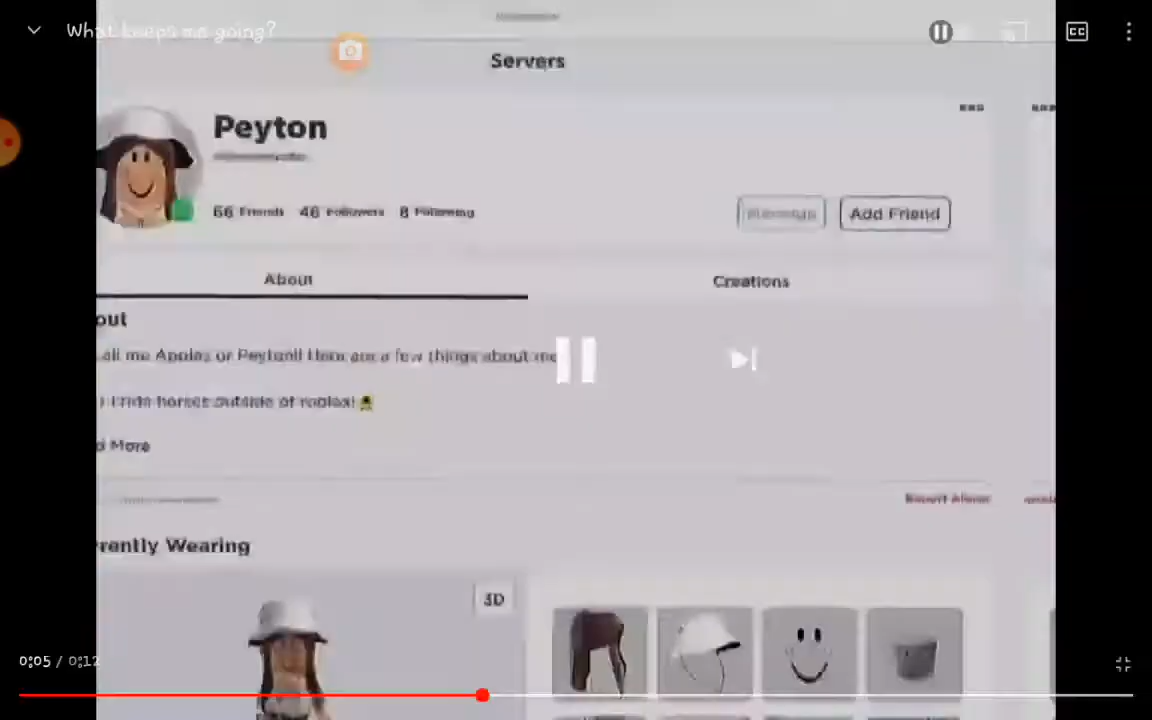 What keeps me going?
CC
Servers
Peyton
66 Friends 46 Followers 8 Following
Message Add Friend
About Creations
out
all me Apples or Peyton!! Here are a few things about me
I ride horses outside of roblox!
d More
Report Abuse
rently Wearing
3D
0:05 / 0:12